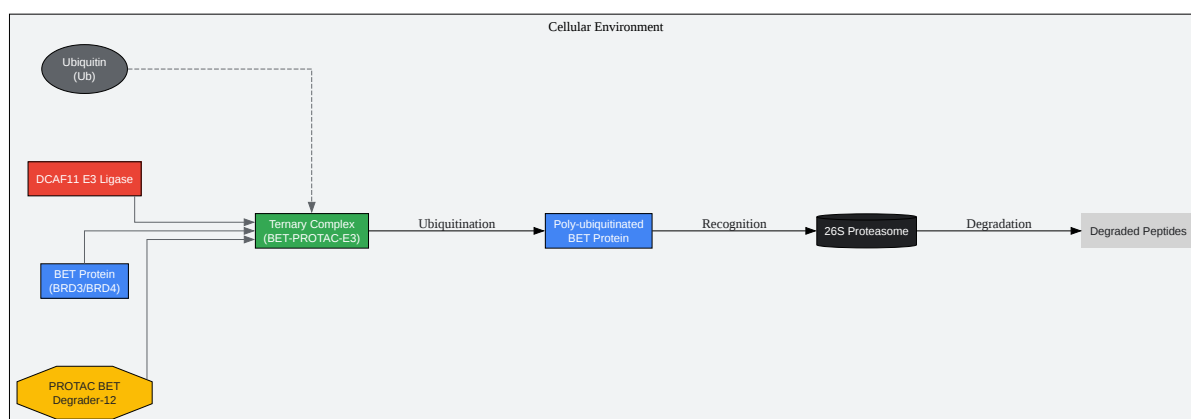 Cellular Environment
Ubiquitin
(Ub)
DCAF11 E3 Ligase
BET Protein
(BRD3/BRD4)
PROTAC BET
Degrader-12
Ternary Complex
(BET-PROTAC-E3)
Ubiquitination
Poly-ubiquitinated
BET Protein
Recognition
26S Proteasome
Degradation
Degraded Peptides